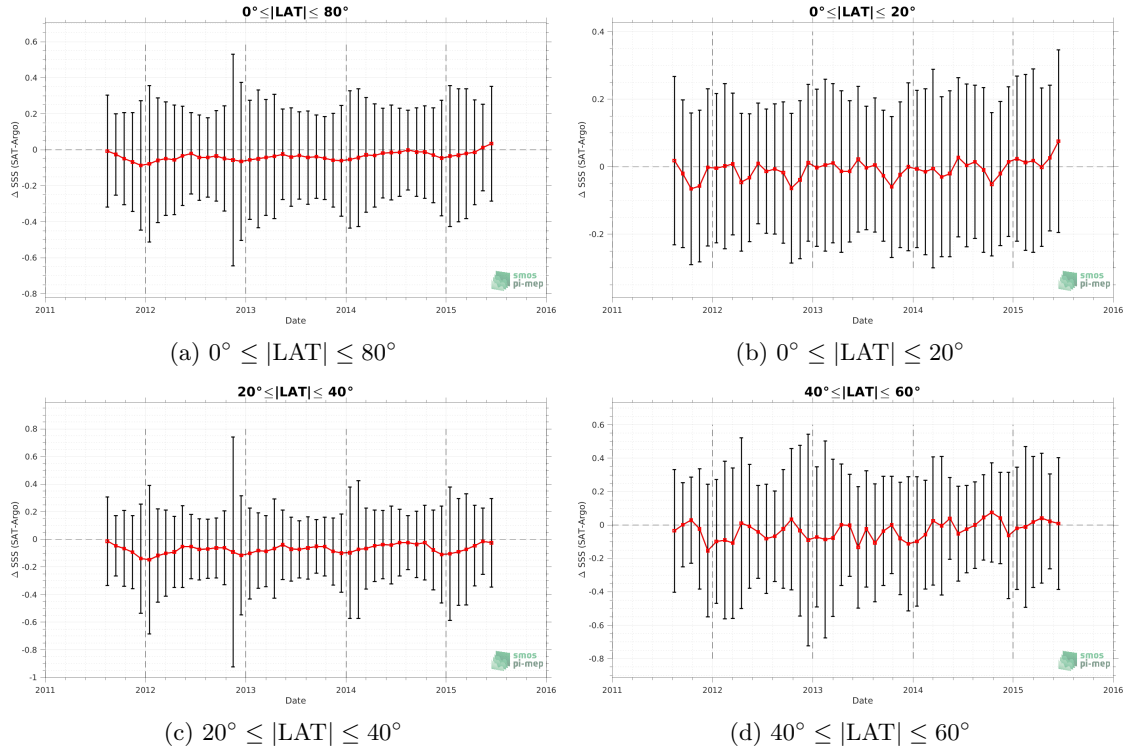 0°≤|LAT|≤ 80°
0.6
0.4
0.2
0
-0.2
-0.4
-0.6
-0.8
Δ SSS (SAT-Argo)
2011 2012 2013 2014 2015 2016
Date
smos
pi-mep
(a) 0° ≤ |LAT| ≤ 80°
0°≤|LAT|≤ 20°
0.4
0.2
0
-0.2
Δ SSS (SAT-Argo)
2011 2012 2013 2014 2015 2016
Date
smos
pi-mep
(b) 0° ≤ |LAT| ≤ 20°
20°≤|LAT|≤ 40°
0.8
0.6
0.4
0.2
0
-0.2
-0.4
-0.6
-0.8
-1
Δ SSS (SAT-Argo)
2011 2012 2013 2014 2015 2016
Date
smos
pi-mep
(c) 20° ≤ |LAT| ≤ 40°
40°≤|LAT|≤ 60°
0.6
0.4
0.2
0
-0.2
-0.4
-0.6
-0.8
Δ SSS (SAT-Argo)
2011 2012 2013 2014 2015 2016
Date
smos
pi-mep
(d) 40° ≤ |LAT| ≤ 60°